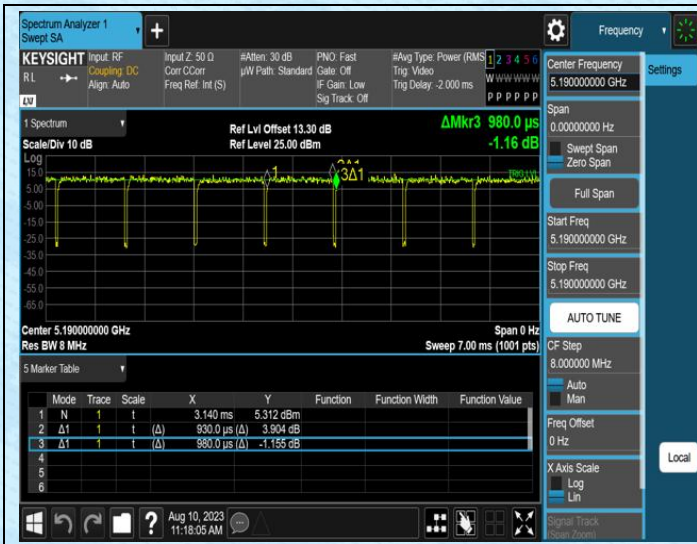 Spectrum Analyzer 1
Swept SA
+
Frequency
KEYSIGHT
RL
LXI
Input: RF
Coupling: DC
Align: Auto
Input Z: 50 Ω
Corr CCorr
Freq Ref: Int (S)
#Atten: 30 dB
µW Path: Standard
PNO: Fast
Gate: Off
IF Gain: Low
Sig Track: Off
#Avg Type: Power (RMS
Trig: Video
Trig Delay: -2.000 ms
1 2 3 4 5 6
W W W W W W
P P P P P P
1 Spectrum
Scale/Div 10 dB
Ref Lvl Offset 13.30 dB
Ref Level 25.00 dBm
ΔMkr3 980.0 µs
-1.16 dB
Log
15.0
5.00
-5.00
-15.0
-25.0
-35.0
-45.0
-55.0
-65.0
1
3Δ1
TRIG LVL
Center 5.190000000 GHz
Res BW 8 MHz
Span 0 Hz
Sweep 7.00 ms (1001 pts)
5 Marker Table
Mode Trace Scale X Y Function Function Width Function Value
1 N 1 t 3.140 ms 5.312 dBm
2 Δ1 1 t (Δ) 930.0 µs (Δ) 3.904 dB
3 Δ1 1 t (Δ) 980.0 µs (Δ) -1.155 dB
4
5
6
?
Aug 10, 2023
11:18:05 AM
Center Frequency
5.190000000 GHz
Span
0.00000000 Hz
Swept Span
Zero Span
Full Span
Start Freq
5.190000000 GHz
Stop Freq
5.190000000 GHz
AUTO TUNE
CF Step
8.000000 MHz
Auto
Man
Freq Offset
0 Hz
X Axis Scale
Log
Lin
Signal Track
(Span Zoom)
Settings
Local